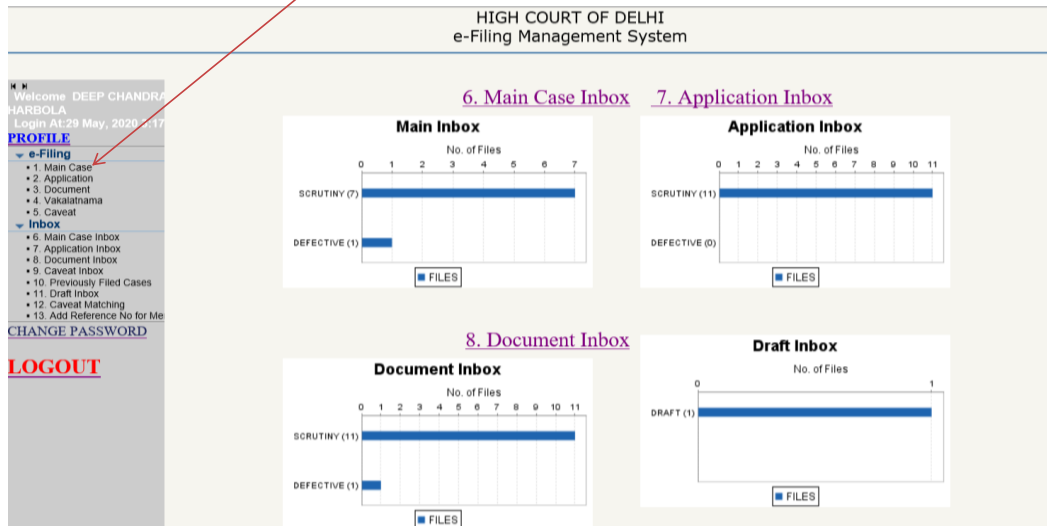 HIGH COURT OF DELHI
e-Filing Management System
Welcome DEEP CHANDRA
HARBOLA
Login At:29 May, 2020 3:17
PROFILE
e-Filing
1. Main Case
2. Application
3. Document
4. Vakalatnama
5. Caveat
Inbox
6. Main Case Inbox
7. Application Inbox
8. Document Inbox
9. Caveat Inbox
10. Previously Filed Cases
11. Draft Inbox
12. Caveat Matching
13. Add Reference No for Me
CHANGE PASSWORD
LOGOUT
6. Main Case Inbox
Main Inbox
No. of Files
0 1 2 3 4 5 6 7
SCRUTINY (7)
DEFECTIVE (1)
FILES
7. Application Inbox
Application Inbox
No. of Files
0 1 2 3 4 5 6 7 8 9 10 11
SCRUTINY (11)
DEFECTIVE (0)
FILES
8. Document Inbox
Document Inbox
No. of Files
0 1 2 3 4 5 6 7 8 9 10 11
SCRUTINY (11)
DEFECTIVE (1)
FILES
Draft Inbox
No. of Files
0 1
DRAFT (1)
FILES